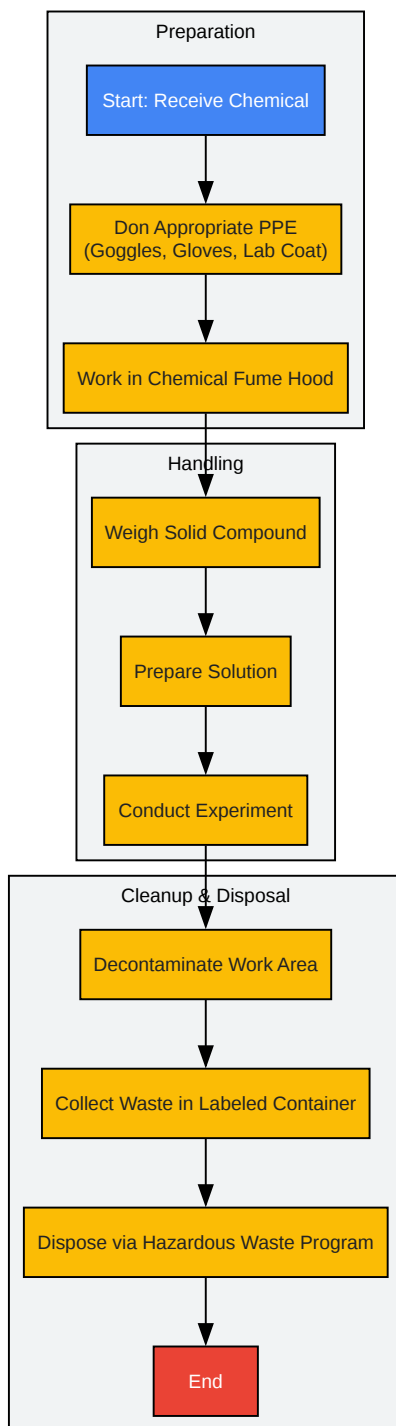 Preparation
Start: Receive Chemical
Don Appropriate PPE
(Goggles, Gloves, Lab Coat)
Work in Chemical Fume Hood
Handling
Weigh Solid Compound
Prepare Solution
Conduct Experiment
Cleanup & Disposal
Decontaminate Work Area
Collect Waste in Labeled Container
Dispose via Hazardous Waste Program
End